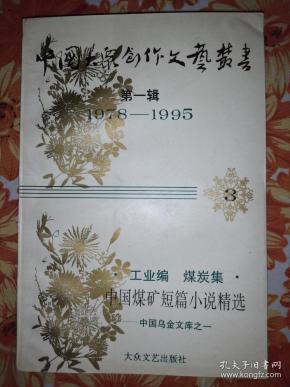 中国大众创作文艺丛书
第一辑
1978—1995
3
·工业编 煤炭集·
中国煤矿短篇小说精选
——中国乌金文库之一
大众文艺出版社
孔夫子旧书网